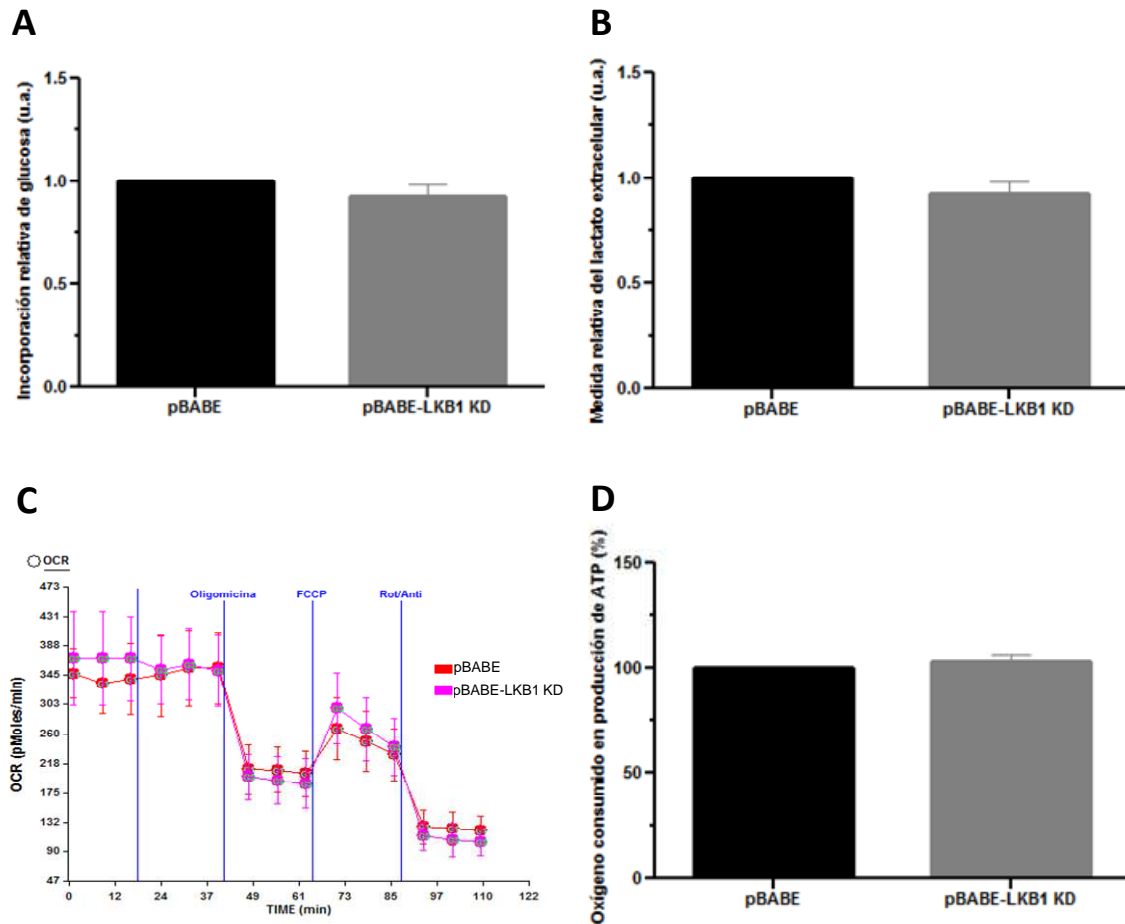 A
Incorporación relativa de glucosa (u.a.)
1.5
1.0
0.5
0.0
pBABE
pBABE-LKB1 KD
B
Medida relativa del lactato extracelular (u.a.)
1.5
1.0
0.5
0.0
pBABE
pBABE-LKB1 KD
C
OCR
OCR (pMoles/min)
473
431
388
345
303
260
218
175
132
90
47
Oligomicina
FCCP
Rot/Anti
pBABE
pBABE-LKB1 KD
0 12 24 37 49 61 73 85 97 110 122
TIME (min)
D
Oxígeno consumido en producción de ATP (%)
150
100
50
0
pBABE
pBABE-LKB1 KD